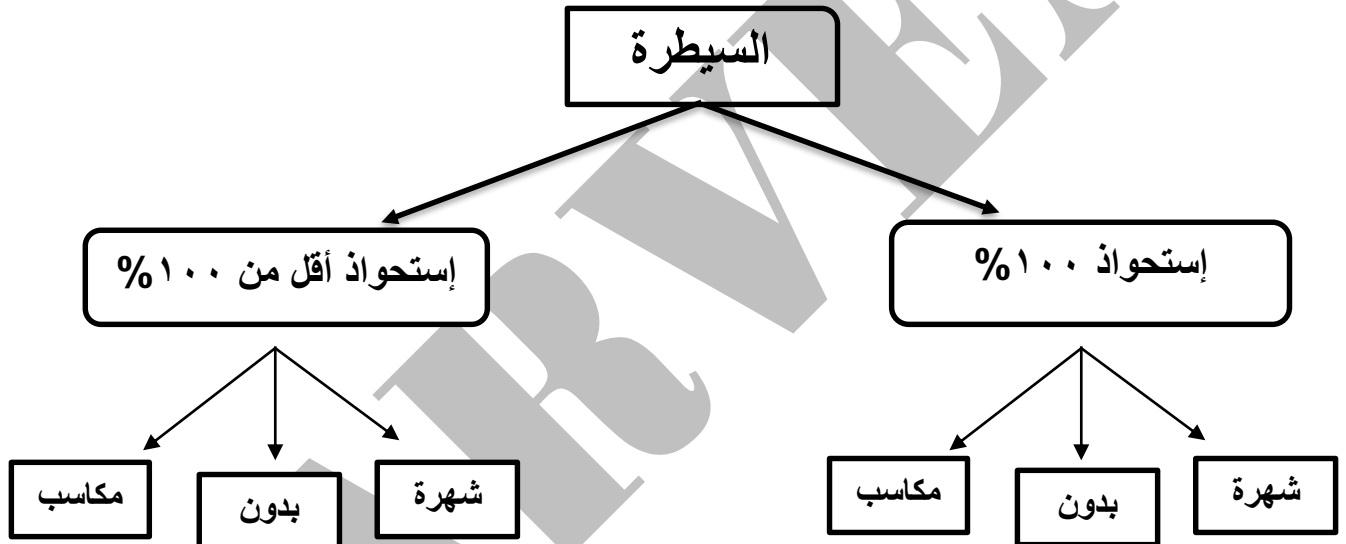 السيطرة
إستحواذ ١٠٠%
إستحواذ أقل من ١٠٠%
شهرة
بدون
مكاسب
شهرة
بدون
مكاسب